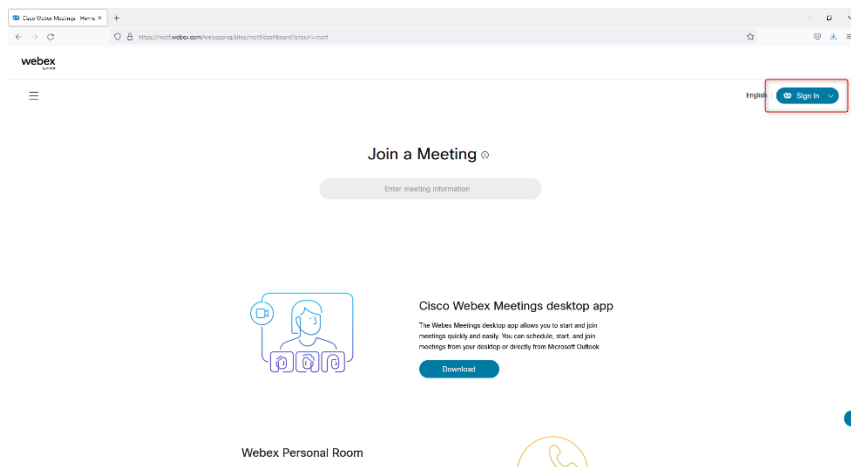 Cisco Webex Meetings - Home
webex
English
Sign In
Join a Meeting
Enter meeting information
Cisco Webex Meetings desktop app
The Webex Meetings desktop app allows you to start and join
meetings quickly and easily. You can schedule, start, and join
meetings from your desktop or directly from Microsoft Outlook.
Download
Webex Personal Room